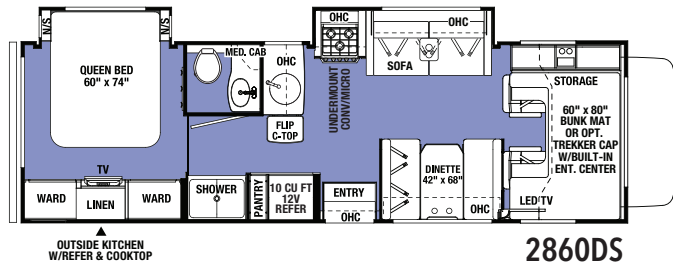 N/S
N/S
QUEEN BED
60" x 74"
MED. CAB
OHC
OHC
UNDERMOUNT
CONV/MICRO
OHC
SOFA
FLIP
C-TOP
STORAGE
60" x 80"
BUNK MAT
OR OPT.
TREKKER CAP
W/BUILT-IN
ENT. CENTER
LED TV
TV
WARD
LINEN
WARD
SHOWER
PANTRY
10 CU FT
12V
REFER
ENTRY
OHC
DINETTE
42" x 68"
OHC
OUTSIDE KITCHEN
W/REFER & COOKTOP
2860DS